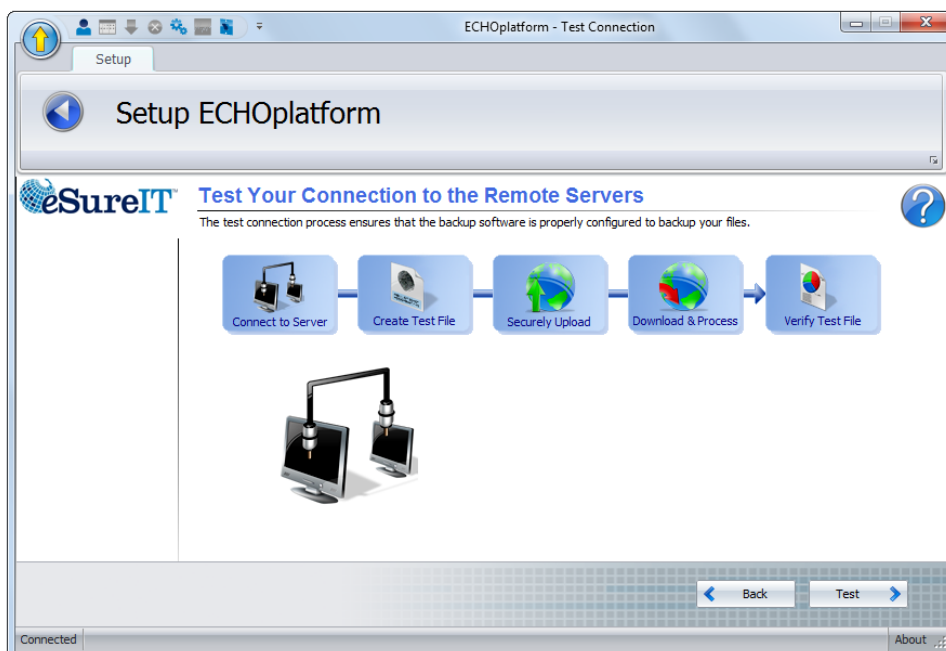 ECHOplatform - Test Connection
Setup
Setup ECHOplatform
eSureIT™
Test Your Connection to the Remote Servers
The test connection process ensures that the backup software is properly configured to backup your files.
Connect to Server
Create Test File
Securely Upload
Download & Process
Verify Test File
Back
Test
Connected
About